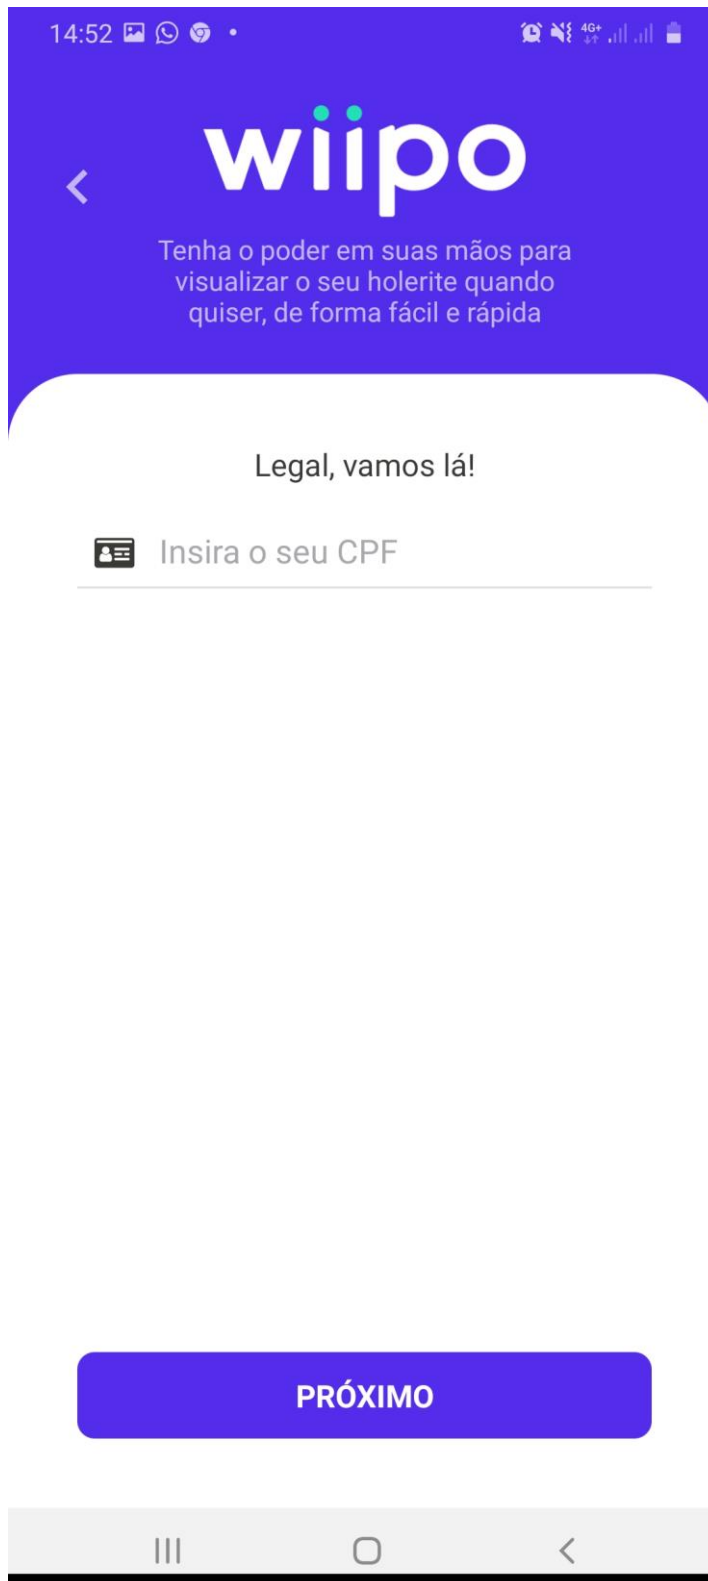 14:52
4G+
wiipo
Tenha o poder em suas mãos para
visualizar o seu holerite quando
quiser, de forma fácil e rápida
Legal, vamos lá!
Insira o seu CPF
PRÓXIMO